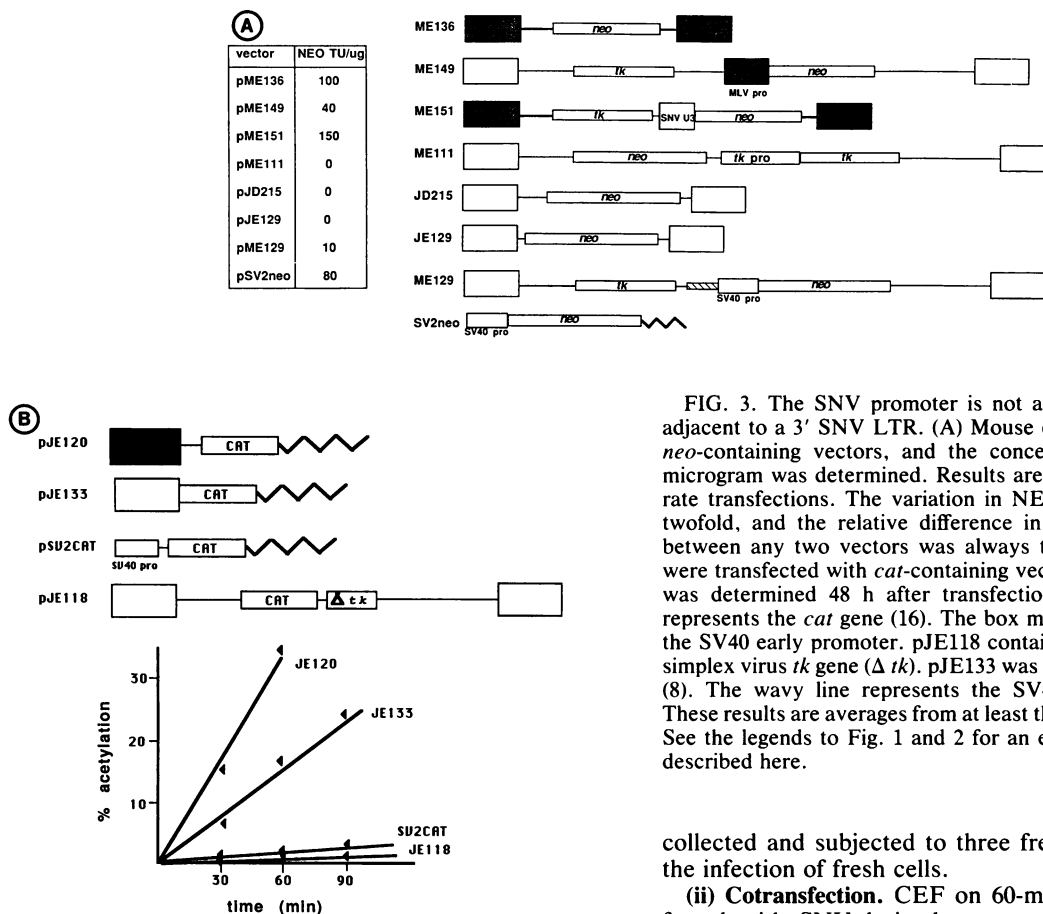 A
vector NEO TU/ug
pME136 100
pME149 40
pME151 150
pME111 0
pJD215 0
pJE129 0
pME129 10
pSV2neo 80
ME136 neo
ME149 tk neo
MLV pro
ME151 tk SNV U3 neo
ME111 neo tk pro tk
JD215 neo
JE129 neo
ME129 tk neo
SV40 pro
SV2neo neo
SV40 pro
B
pJE120 CAT
pJE133 CAT
pSV2CAT CAT
SV40 pro
pJE118 CAT Δ tk
% acetylation
30
20
10
JE120
JE133
SV2CAT
JE118
30 60 90
time (min)
FIG. 3. The SNV promoter is not a
adjacent to a 3′ SNV LTR. (A) Mouse
neo-containing vectors, and the conce
microgram was determined. Results are
rate transfections. The variation in NE
twofold, and the relative difference in
between any two vectors was always t
were transfected with cat-containing vec
was determined 48 h after transfectio
represents the cat gene (16). The box m
the SV40 early promoter. pJE118 contai
simplex virus tk gene (Δ tk). pJE133 was
(8). The wavy line represents the SV
These results are averages from at least th
See the legends to Fig. 1 and 2 for an e
described here.
collected and subjected to three fre
the infection of fresh cells.
(ii) Cotransfection. CEF on 60-m